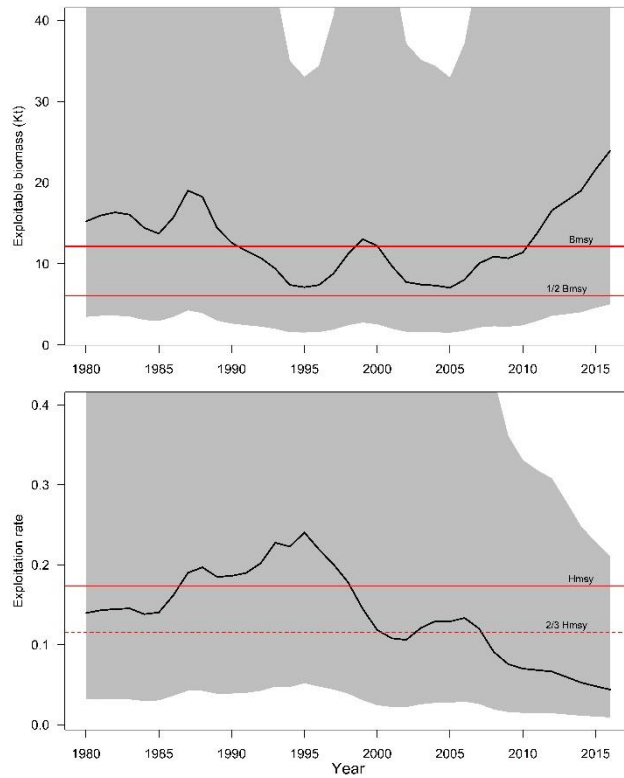 40
30
20
10
0
Exploitable biomass (Kt)
Bmsy
1/2 Bmsy
1980 1985 1990 1995 2000 2005 2010 2015
0.4
0.3
0.2
0.1
0.0
Exploitation rate
Hmsy
2/3 Hmsy
1980 1985 1990 1995 2000 2005 2010 2015
Year